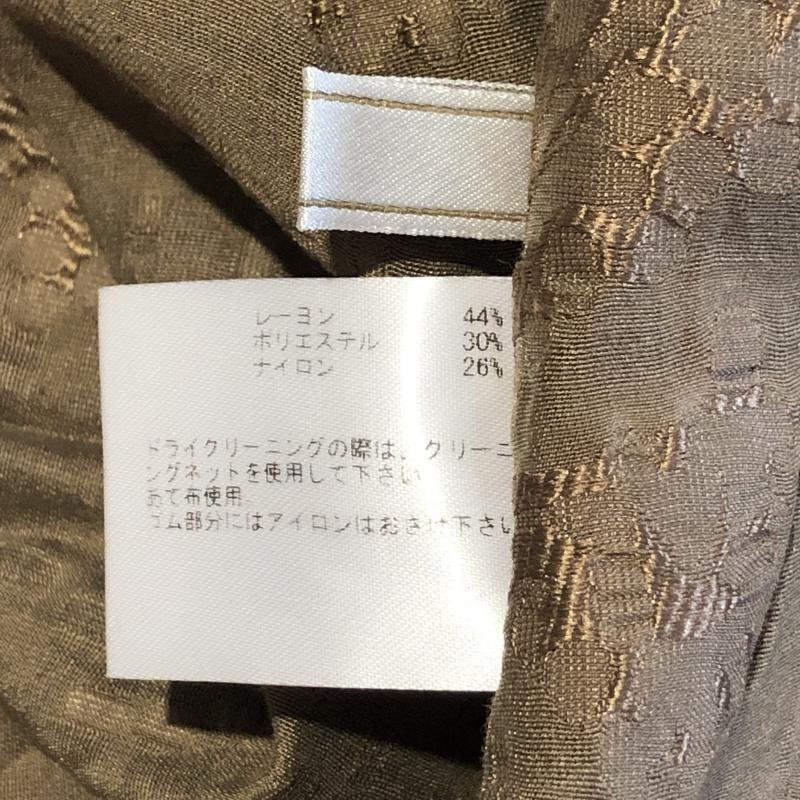 レーヨン 44%
ポリエステル 30%
ナイロン 26%
ドライクリーニングの際は、クリーニ
ングネットを使用して下さい
あて布使用
ゴム部分にはアイロンはおさけ下さい